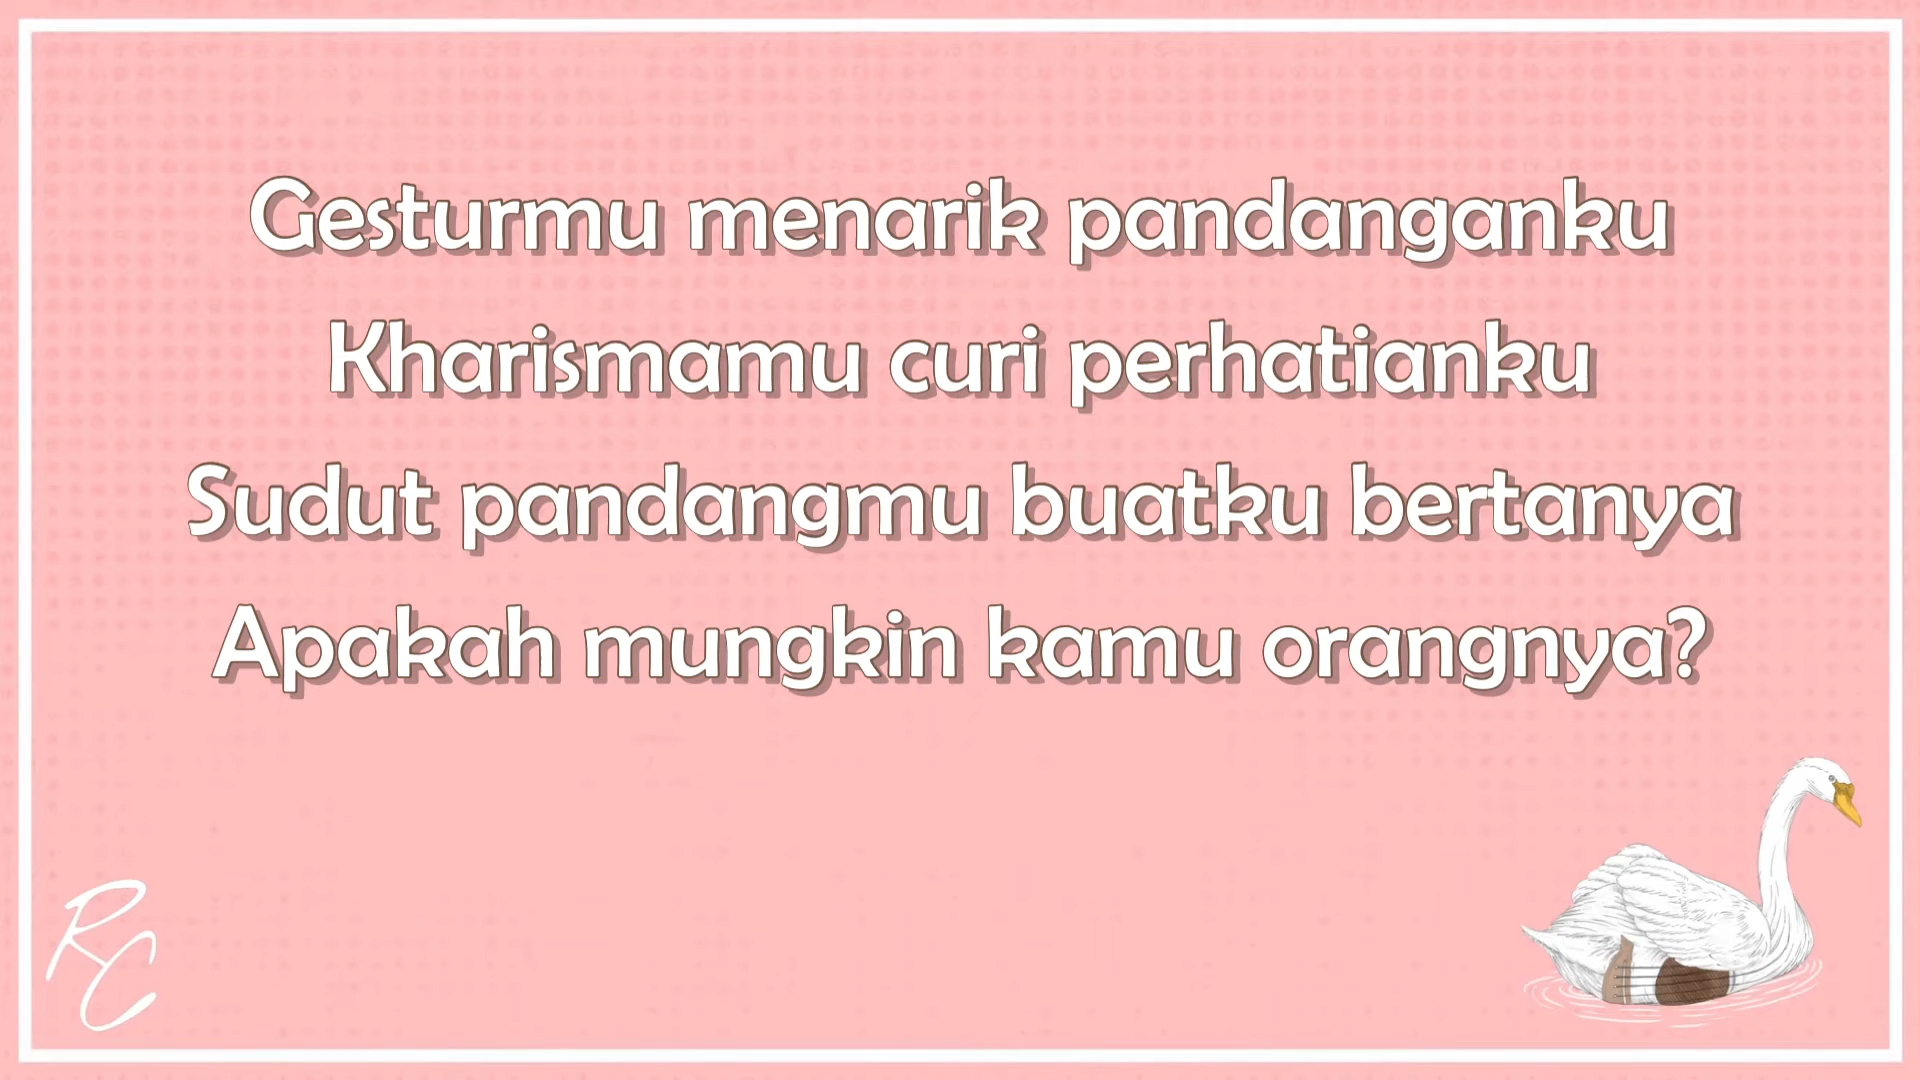 Gesturmu menarik pandanganku
Kharismamu curi perhatianku
Sudut pandangmu buatku bertanya
Apakah mungkin kamu orangnya?
RC